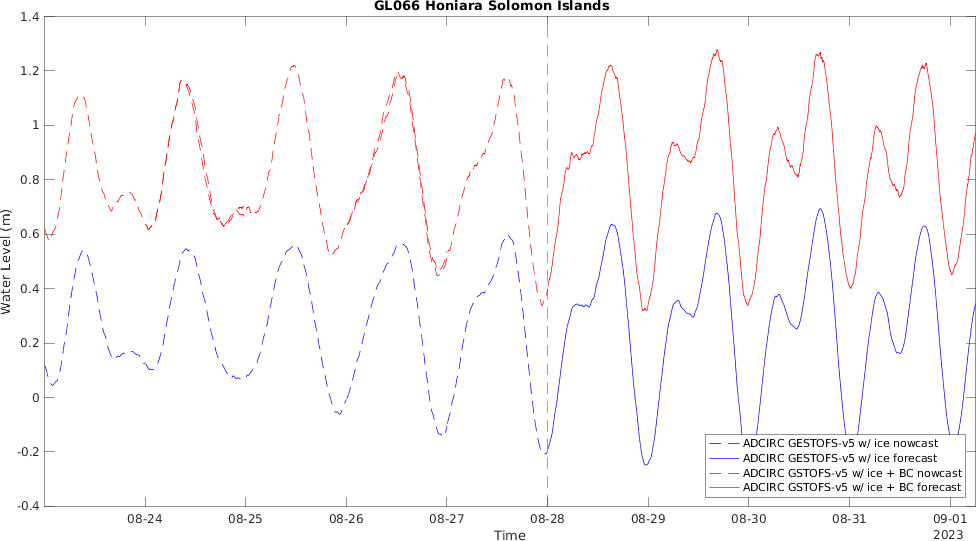 GL066 Honiara Solomon Islands
1.4
1.2
1
0.8
0.6
0.4
0.2
0
-0.2
-0.4
Water Level (m)
ADCIRC GESTOFS-v5 w/ ice nowcast
ADCIRC GESTOFS-v5 w/ ice forecast
ADCIRC GSTOFS-v5 w/ ice + BC nowcast
ADCIRC GSTOFS-v5 w/ ice + BC forecast
08-24 08-25 08-26 08-27 08-28 08-29 08-30 08-31 09-01
Time 2023